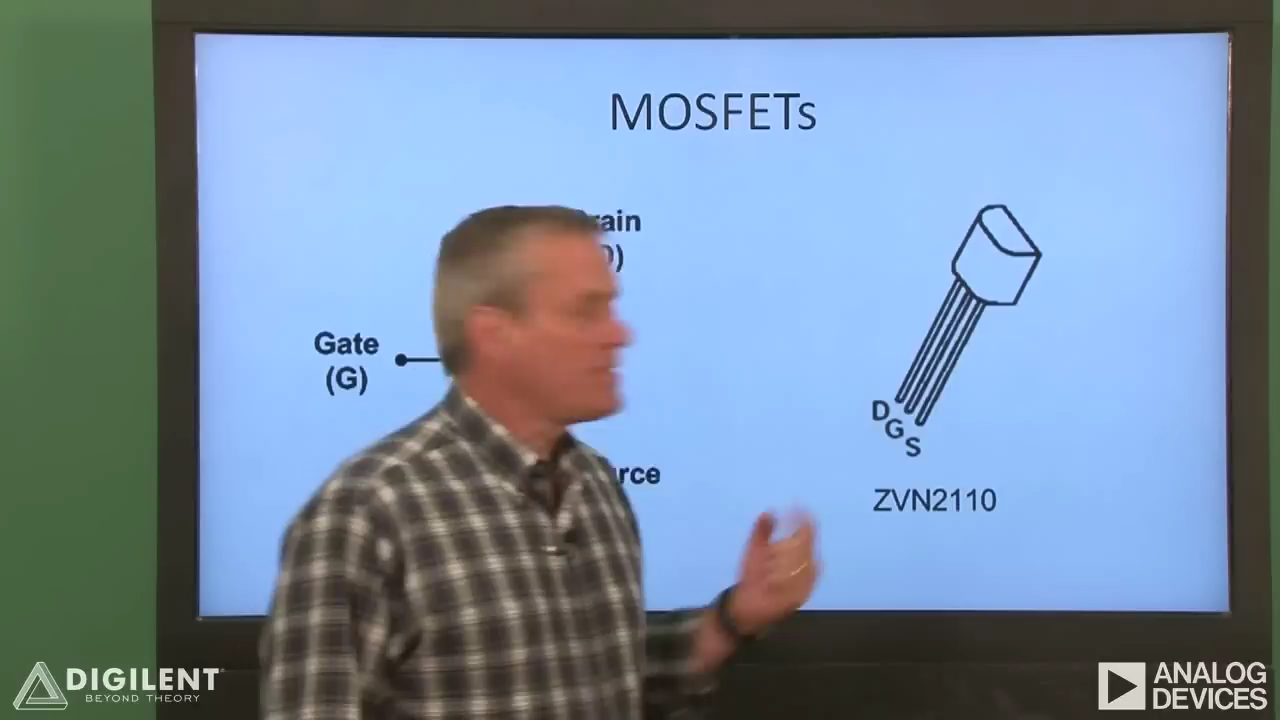 MOSFETs
Gate
(G)
D
G
S
ZVN2110
DIGILENT
BEYOND THEORY
ANALOG
DEVICES